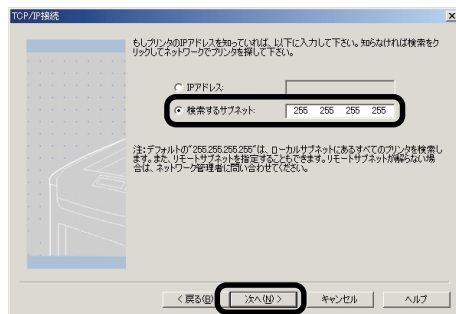 TCP/IP接続
もしプリンタのIPアドレスを知っていれば、以下に入力して下さい。知らなければ検索をク
リックしてネットワークでプリンタを探して下さい。
IPアドレス:
検索するサブネット: 255 255 255 255
注:デフォルトの"255.255.255.255"は、ローカルサブネットにあるすべてのプリンタを検索し
ます。また、リモートサブネットを指定することもできます。リモートサブネットが解らない場
合は、ネットワーク管理者に問い合わせてください。
< 戻る(B) 次へ(N) > キャンセル ヘルプ